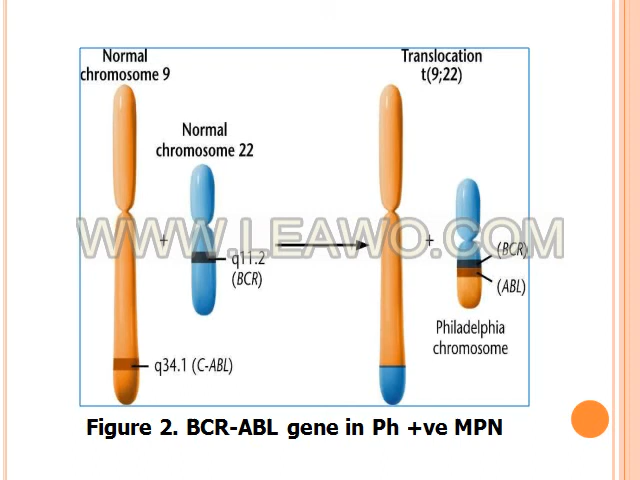 Normal
chromosome 9
Translocation
t(9;22)
Normal
chromosome 22
WWW.LEAWO.COM
+
+
q11.2
(BCR)
(BCR)
(ABL)
Philadelphia
chromosome
q34.1 (C-ABL)
Figure 2. BCR-ABL gene in Ph +ve MPN